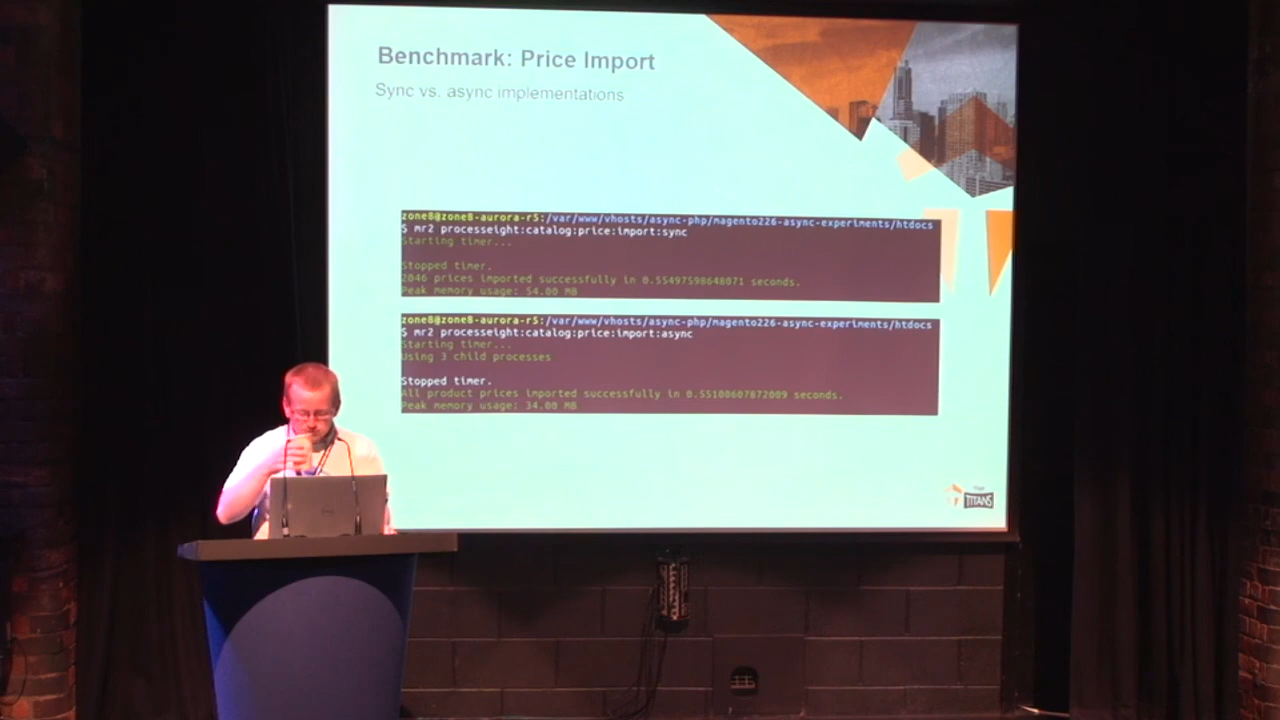 Benchmark: Price Import
Sync vs. async implementations
zone8@zone8-aurora-r5:/var/www/vhosts/async-php/magento226-async-experiments/htdocs
$ mr2 processeight:catalog:price:import:sync
Starting timer...
Stopped timer.
2046 prices imported successfully in 0.55497598648071 seconds.
Peak memory usage: 54.00 MB
zone8@zone8-aurora-r5:/var/www/vhosts/async-php/magento226-async-experiments/htdocs
$ mr2 processeight:catalog:price:import:async
Starting timer...
Using 3 child processes
Stopped timer.
All product prices imported successfully in 0.55100607872009 seconds.
Peak memory usage: 34.00 MB
TITANS